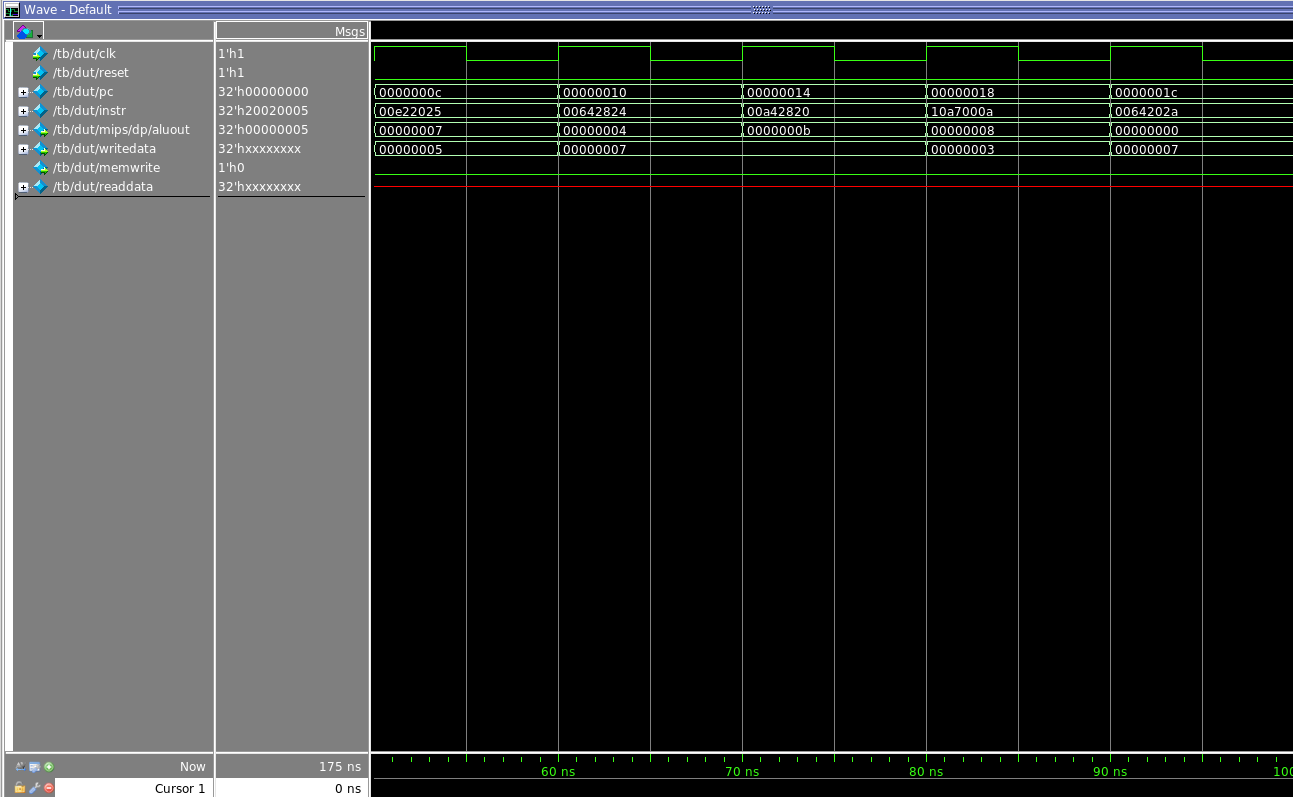 Wave - Default
Msgs
/tb/dut/clk 1'h1
/tb/dut/reset 1'h1
/tb/dut/pc 32'h00000000 0000000c 00000010 00000014 00000018 0000001c
/tb/dut/instr 32'h20020005 00e22025 00642824 00a42820 10a7000a 0064202a
/tb/dut/mips/dp/aluout 32'h00000005 00000007 00000004 0000000b 00000008 00000000
/tb/dut/writedata 32'hxxxxxxxx 00000005 00000007 00000003 00000007
/tb/dut/memwrite 1'h0
/tb/dut/readdata 32'hxxxxxxxx
Now 175 ns 60 ns 70 ns 80 ns 90 ns 100
Cursor 1 0 ns